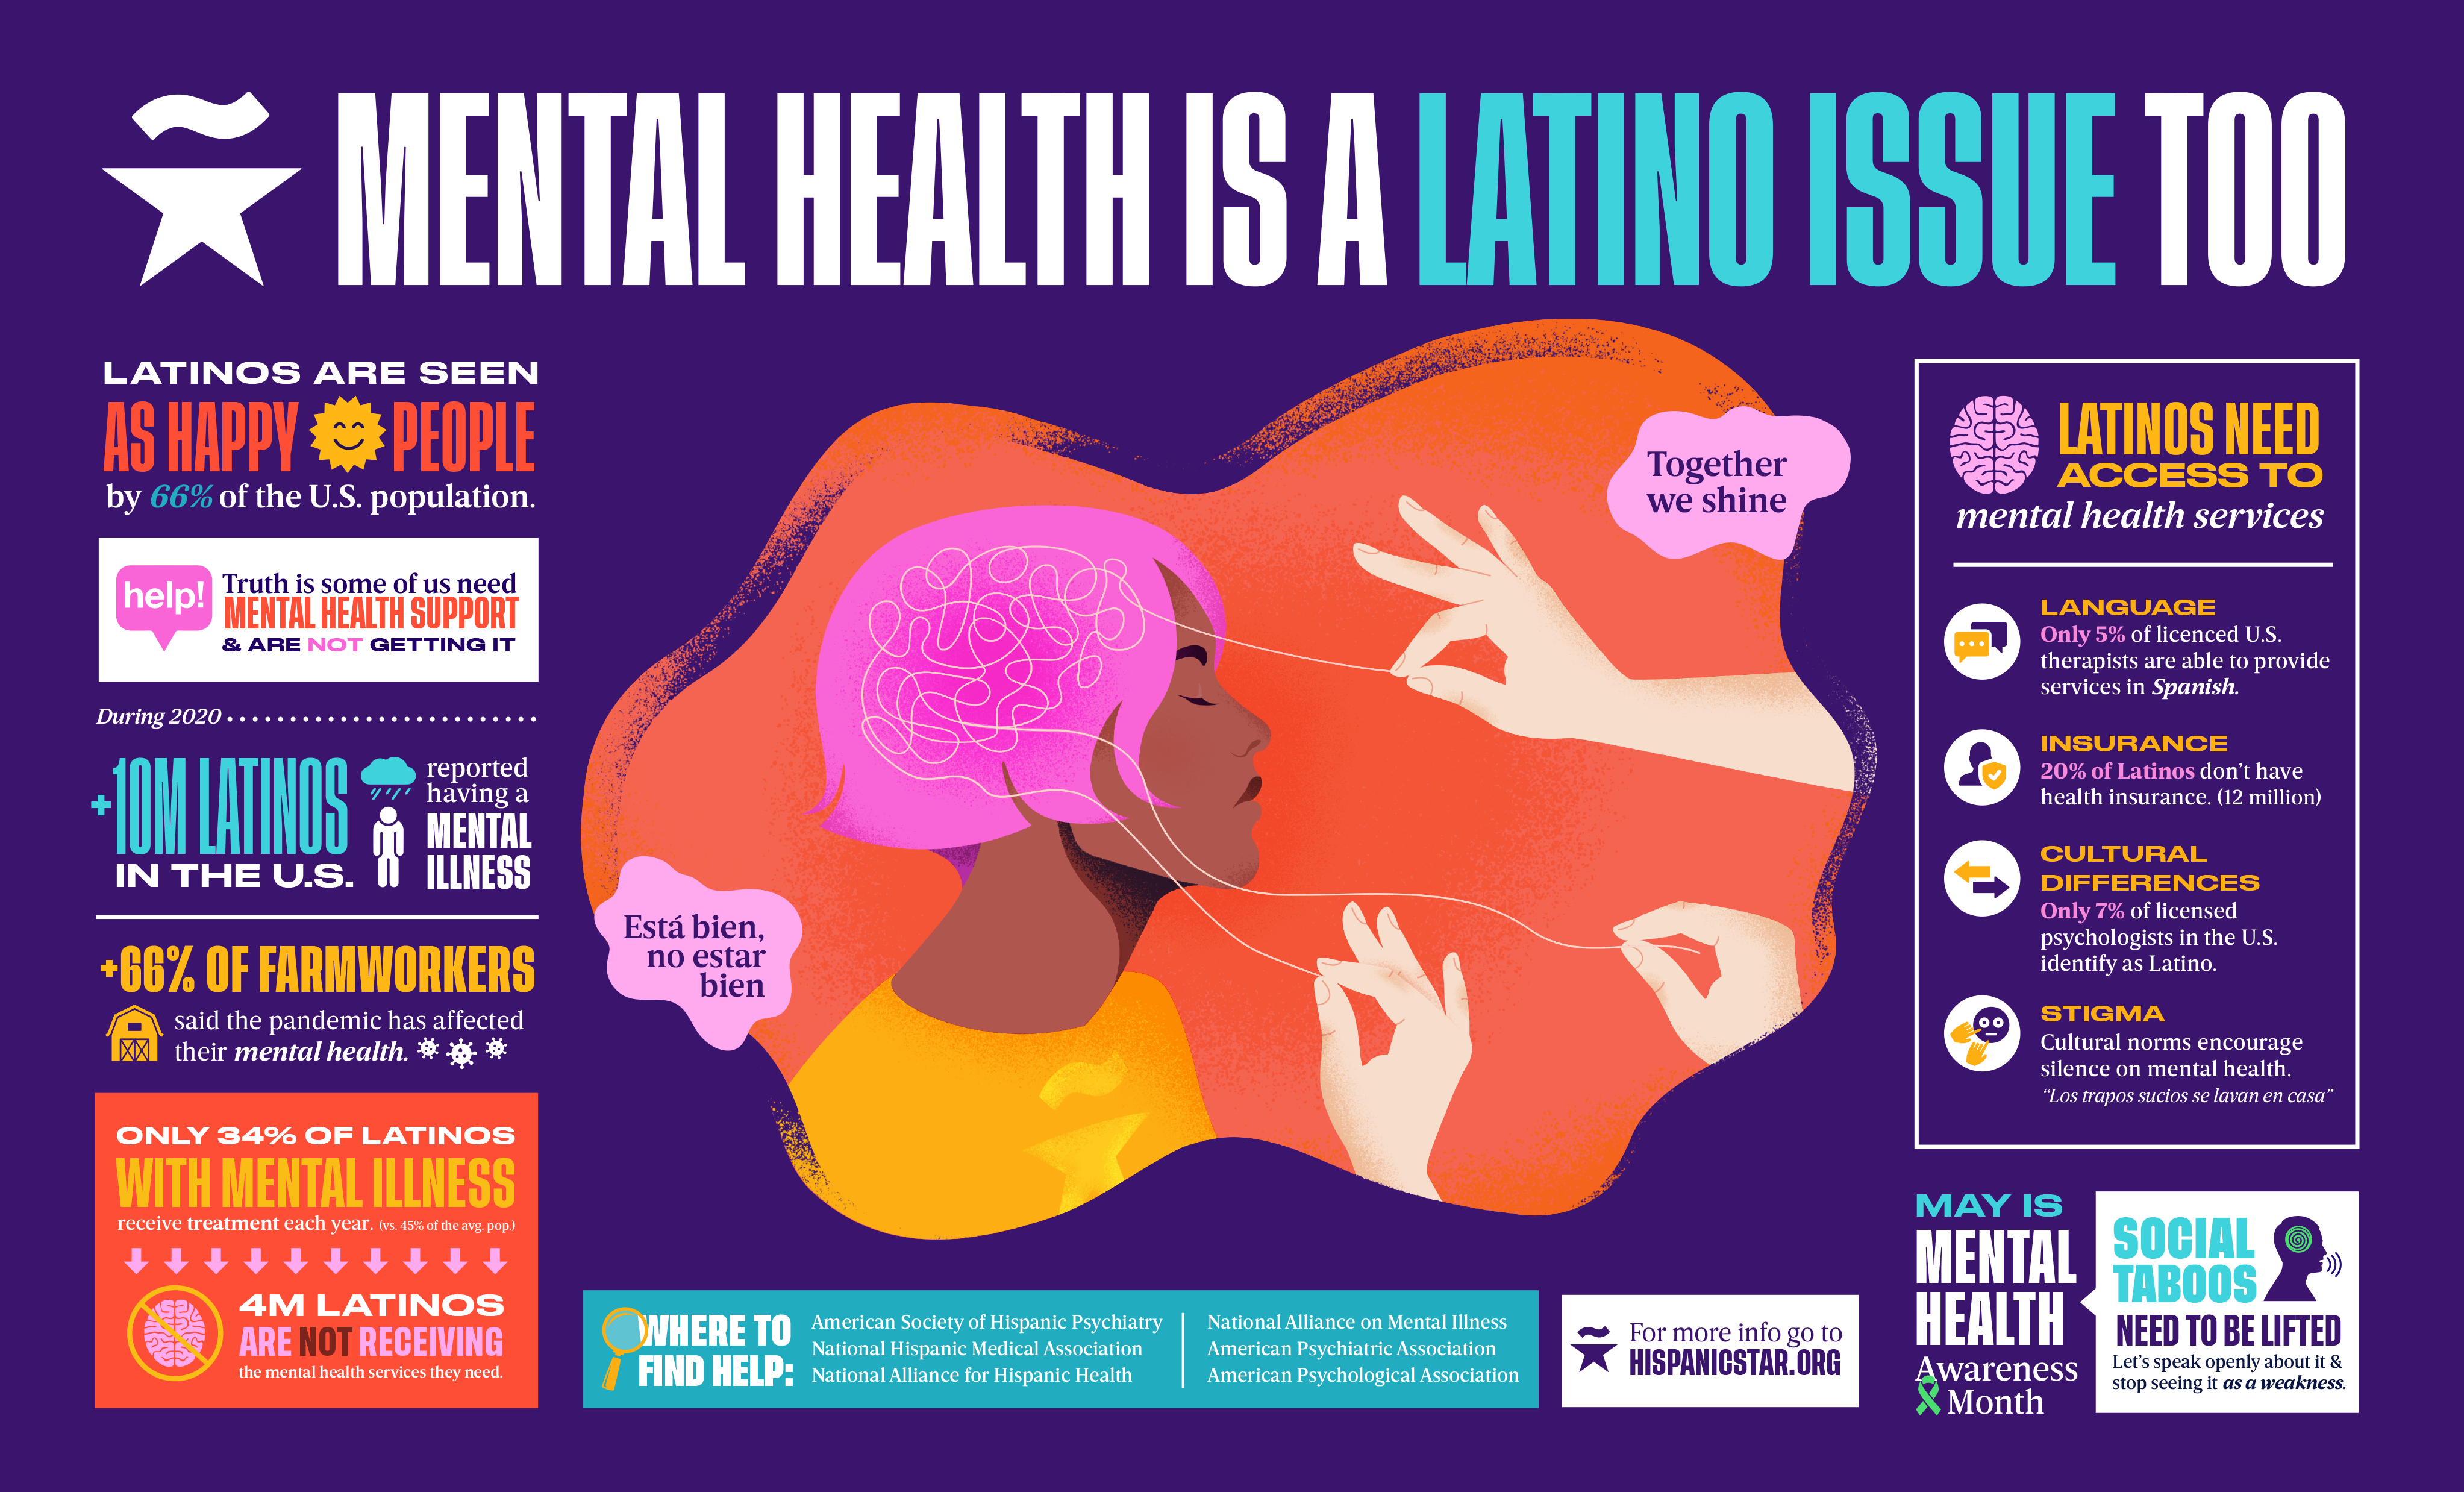 MENTAL HEALTH IS A LATINO ISSUE TOO
LATINOS ARE SEEN
AS HAPPY PEOPLE
by 66% of the U.S. population.
help!
Truth is some of us need
MENTAL HEALTH SUPPORT
& ARE NOT GETTING IT
During 2020
+10M LATINOS
IN THE U.S.
reported
having a
MENTAL
ILLNESS
+66% OF FARMWORKERS
said the pandemic has affected
their mental health.
ONLY 34% OF LATINOS
WITH MENTAL ILLNESS
receive treatment each year. (vs. 45% of the avg. pop.)
4M LATINOS
ARE NOT RECEIVING
the mental health services they need.
Together
we shine
Está bien,
no estar
bien
WHERE TO
FIND HELP:
American Society of Hispanic Psychiatry
National Hispanic Medical Association
National Alliance for Hispanic Health
National Alliance on Mental Illness
American Psychiatric Association
American Psychological Association
For more info go to
HISPANICSTAR.ORG
LATINOS NEED
ACCESS TO
mental health services
LANGUAGE
Only 5% of licenced U.S.
therapists are able to provide
services in Spanish.
INSURANCE
20% of Latinos don't have
health insurance. (12 million)
CULTURAL
DIFFERENCES
Only 7% of licensed
psychologists in the U.S.
identify as Latino.
STIGMA
Cultural norms encourage
silence on mental health.
"Los trapos sucios se lavan en casa"
MAY IS
MENTAL
HEALTH
Awareness
Month
SOCIAL
TABOOS
NEED TO BE LIFTED
Let's speak openly about it &
stop seeing it as a weakness.